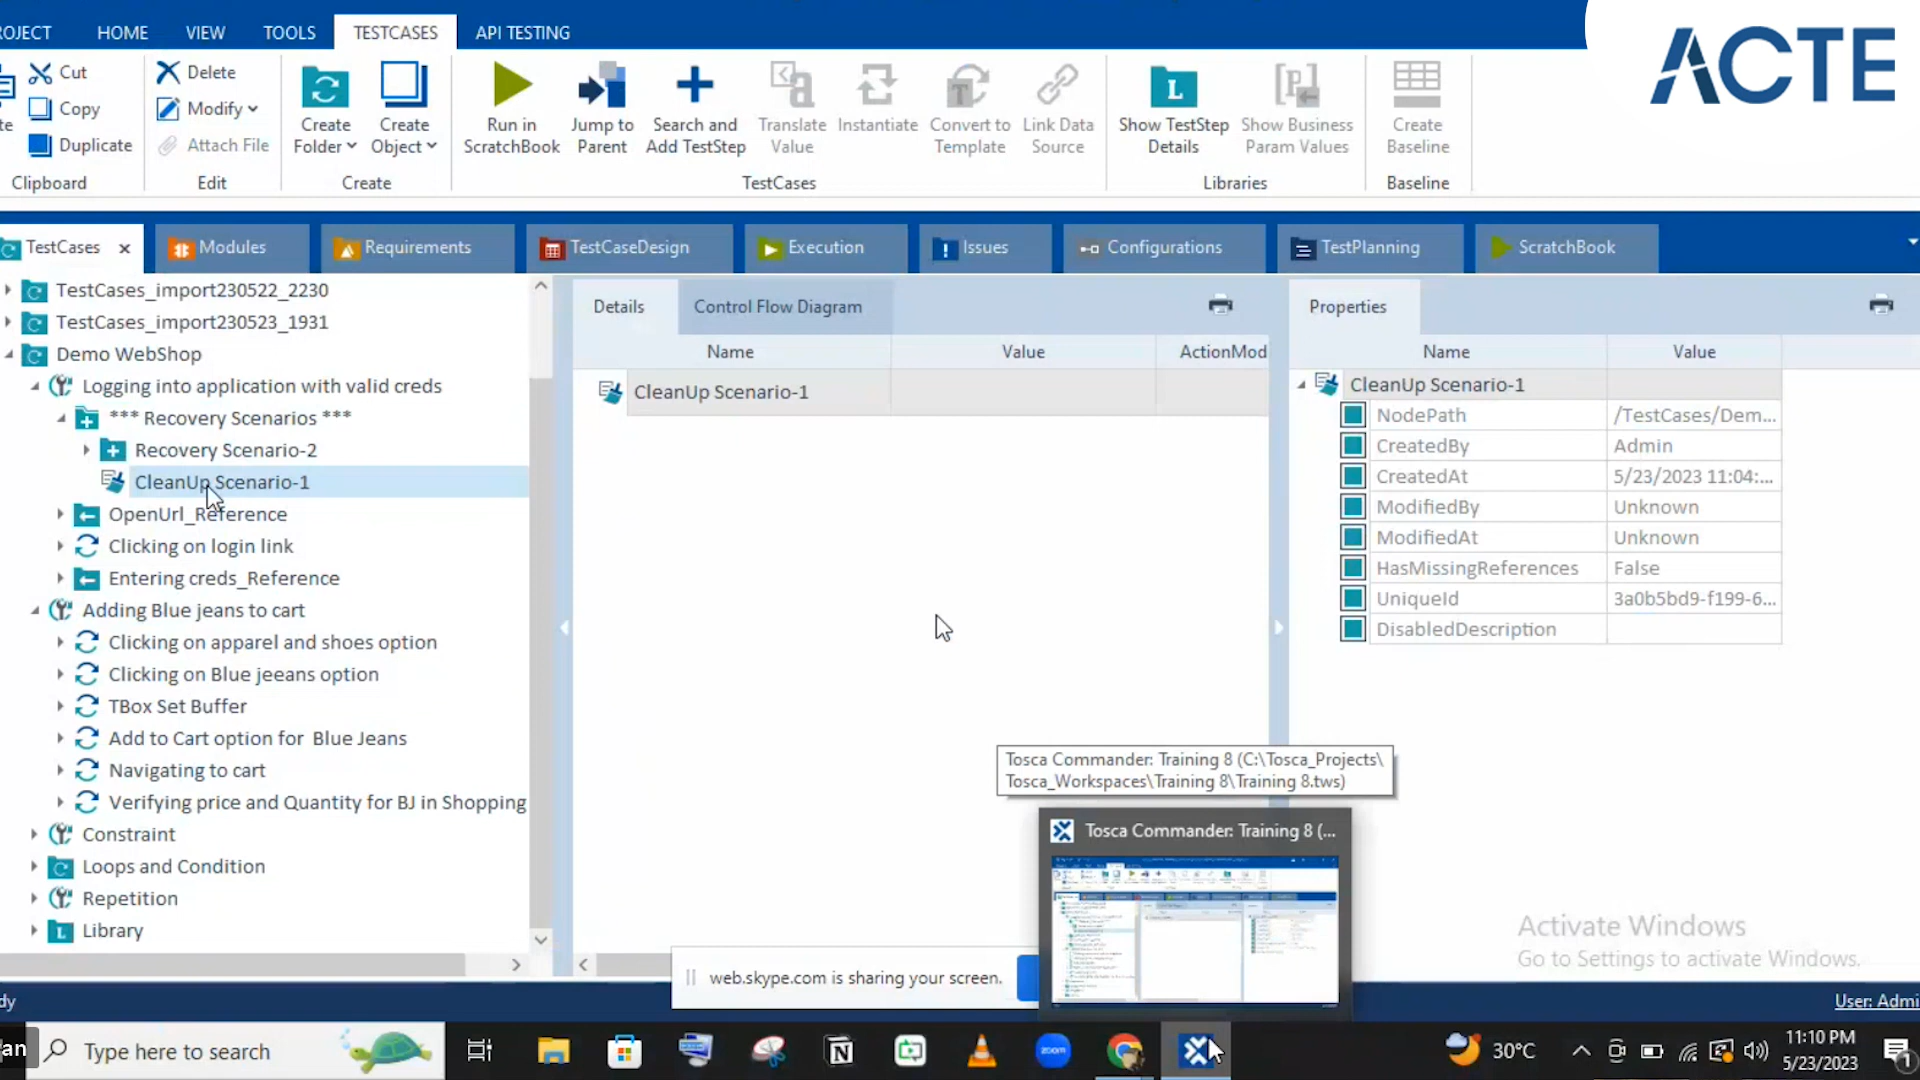 OJECT
HOME
VIEW
TOOLS
TESTCASES
API TESTING
ACTE
te
Cut
Copy
Duplicate
Clipboard
Delete
Modify
Attach File
Edit
Create
Folder
Create
Object
Create
Run in
ScratchBook
Jump to
Parent
Search and
Add TestStep
Translate
Value
Instantiate
Convert to
Template
Link Data
Source
TestCases
Show TestStep
Details
Show Business
Param Values
Libraries
Create
Baseline
Baseline
TestCases
Modules
Requirements
TestCaseDesign
Execution
Issues
Configurations
TestPlanning
ScratchBook
TestCases_import230522_2230
TestCases_import230523_1931
Demo WebShop
Logging into application with valid creds
*** Recovery Scenarios ***
Recovery Scenario-2
CleanUp Scenario-1
OpenUrl_Reference
Clicking on login link
Entering creds_Reference
Adding Blue jeans to cart
Clicking on apparel and shoes option
Clicking on Blue jeeans option
TBox Set Buffer
Add to Cart option for Blue Jeans
Navigating to cart
Verifying price and Quantity for BJ in Shopping
Constraint
Loops and Condition
Repetition
Library
Details
Control Flow Diagram
Name
Value
ActionMod
CleanUp Scenario-1
Properties
Name
Value
CleanUp Scenario-1
NodePath
/TestCases/Dem...
CreatedBy
Admin
CreatedAt
5/23/2023 11:04:...
ModifiedBy
Unknown
ModifiedAt
Unknown
HasMissingReferences
False
UniqueId
3a0b5bd9-f199-6...
DisabledDescription
Tosca Commander: Training 8 (C:\Tosca_Projects\
Tosca_Workspaces\Training 8\Training 8.tws)
Tosca Commander: Training 8 (...
web.skype.com is sharing your screen.
Activate Windows
Go to Settings to activate Windows.
dy
User: Admi
an
Type here to search
zoom
30°C
11:10 PM
5/23/2023
1